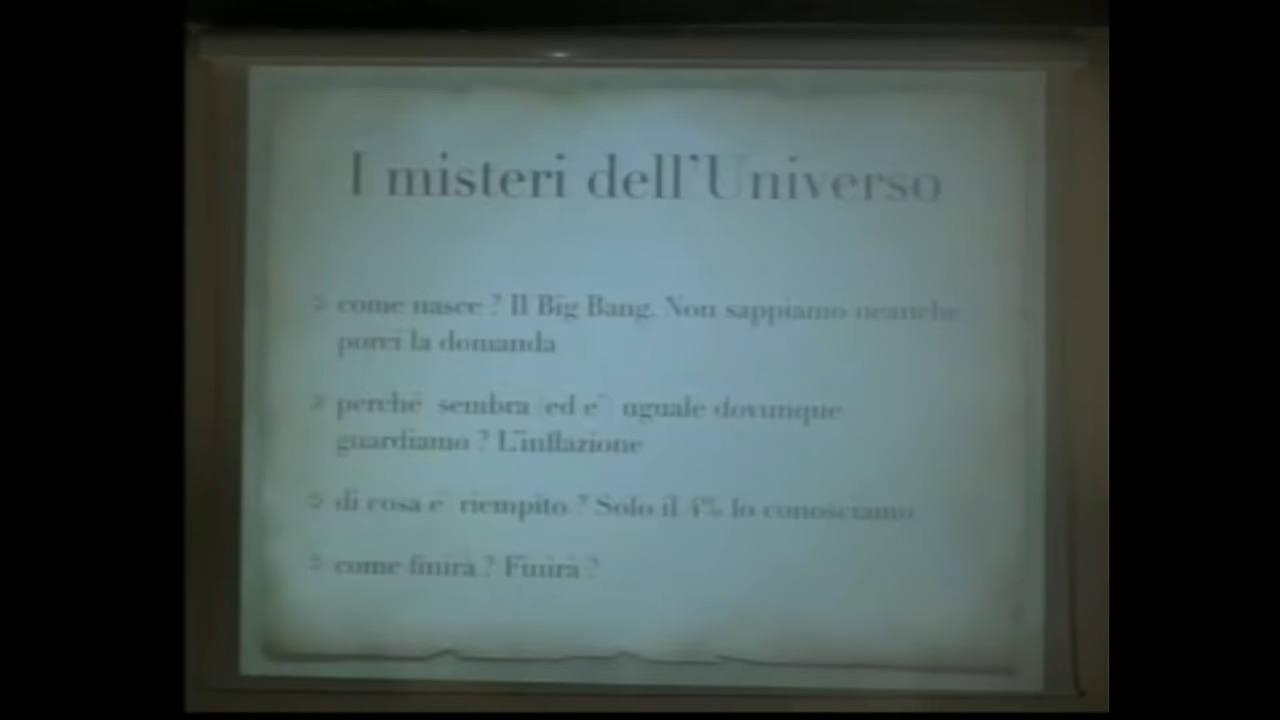 I misteri dell'Universo
come nasce ? Il Big Bang. Non sappiamo neanche
porci la domanda
perché sembra (ed e`) uguale dovunque
guardiamo ? L'inflazione
di cosa e` riempito ? Solo il 4% lo conosciamo
come finirà ? Finirà ?